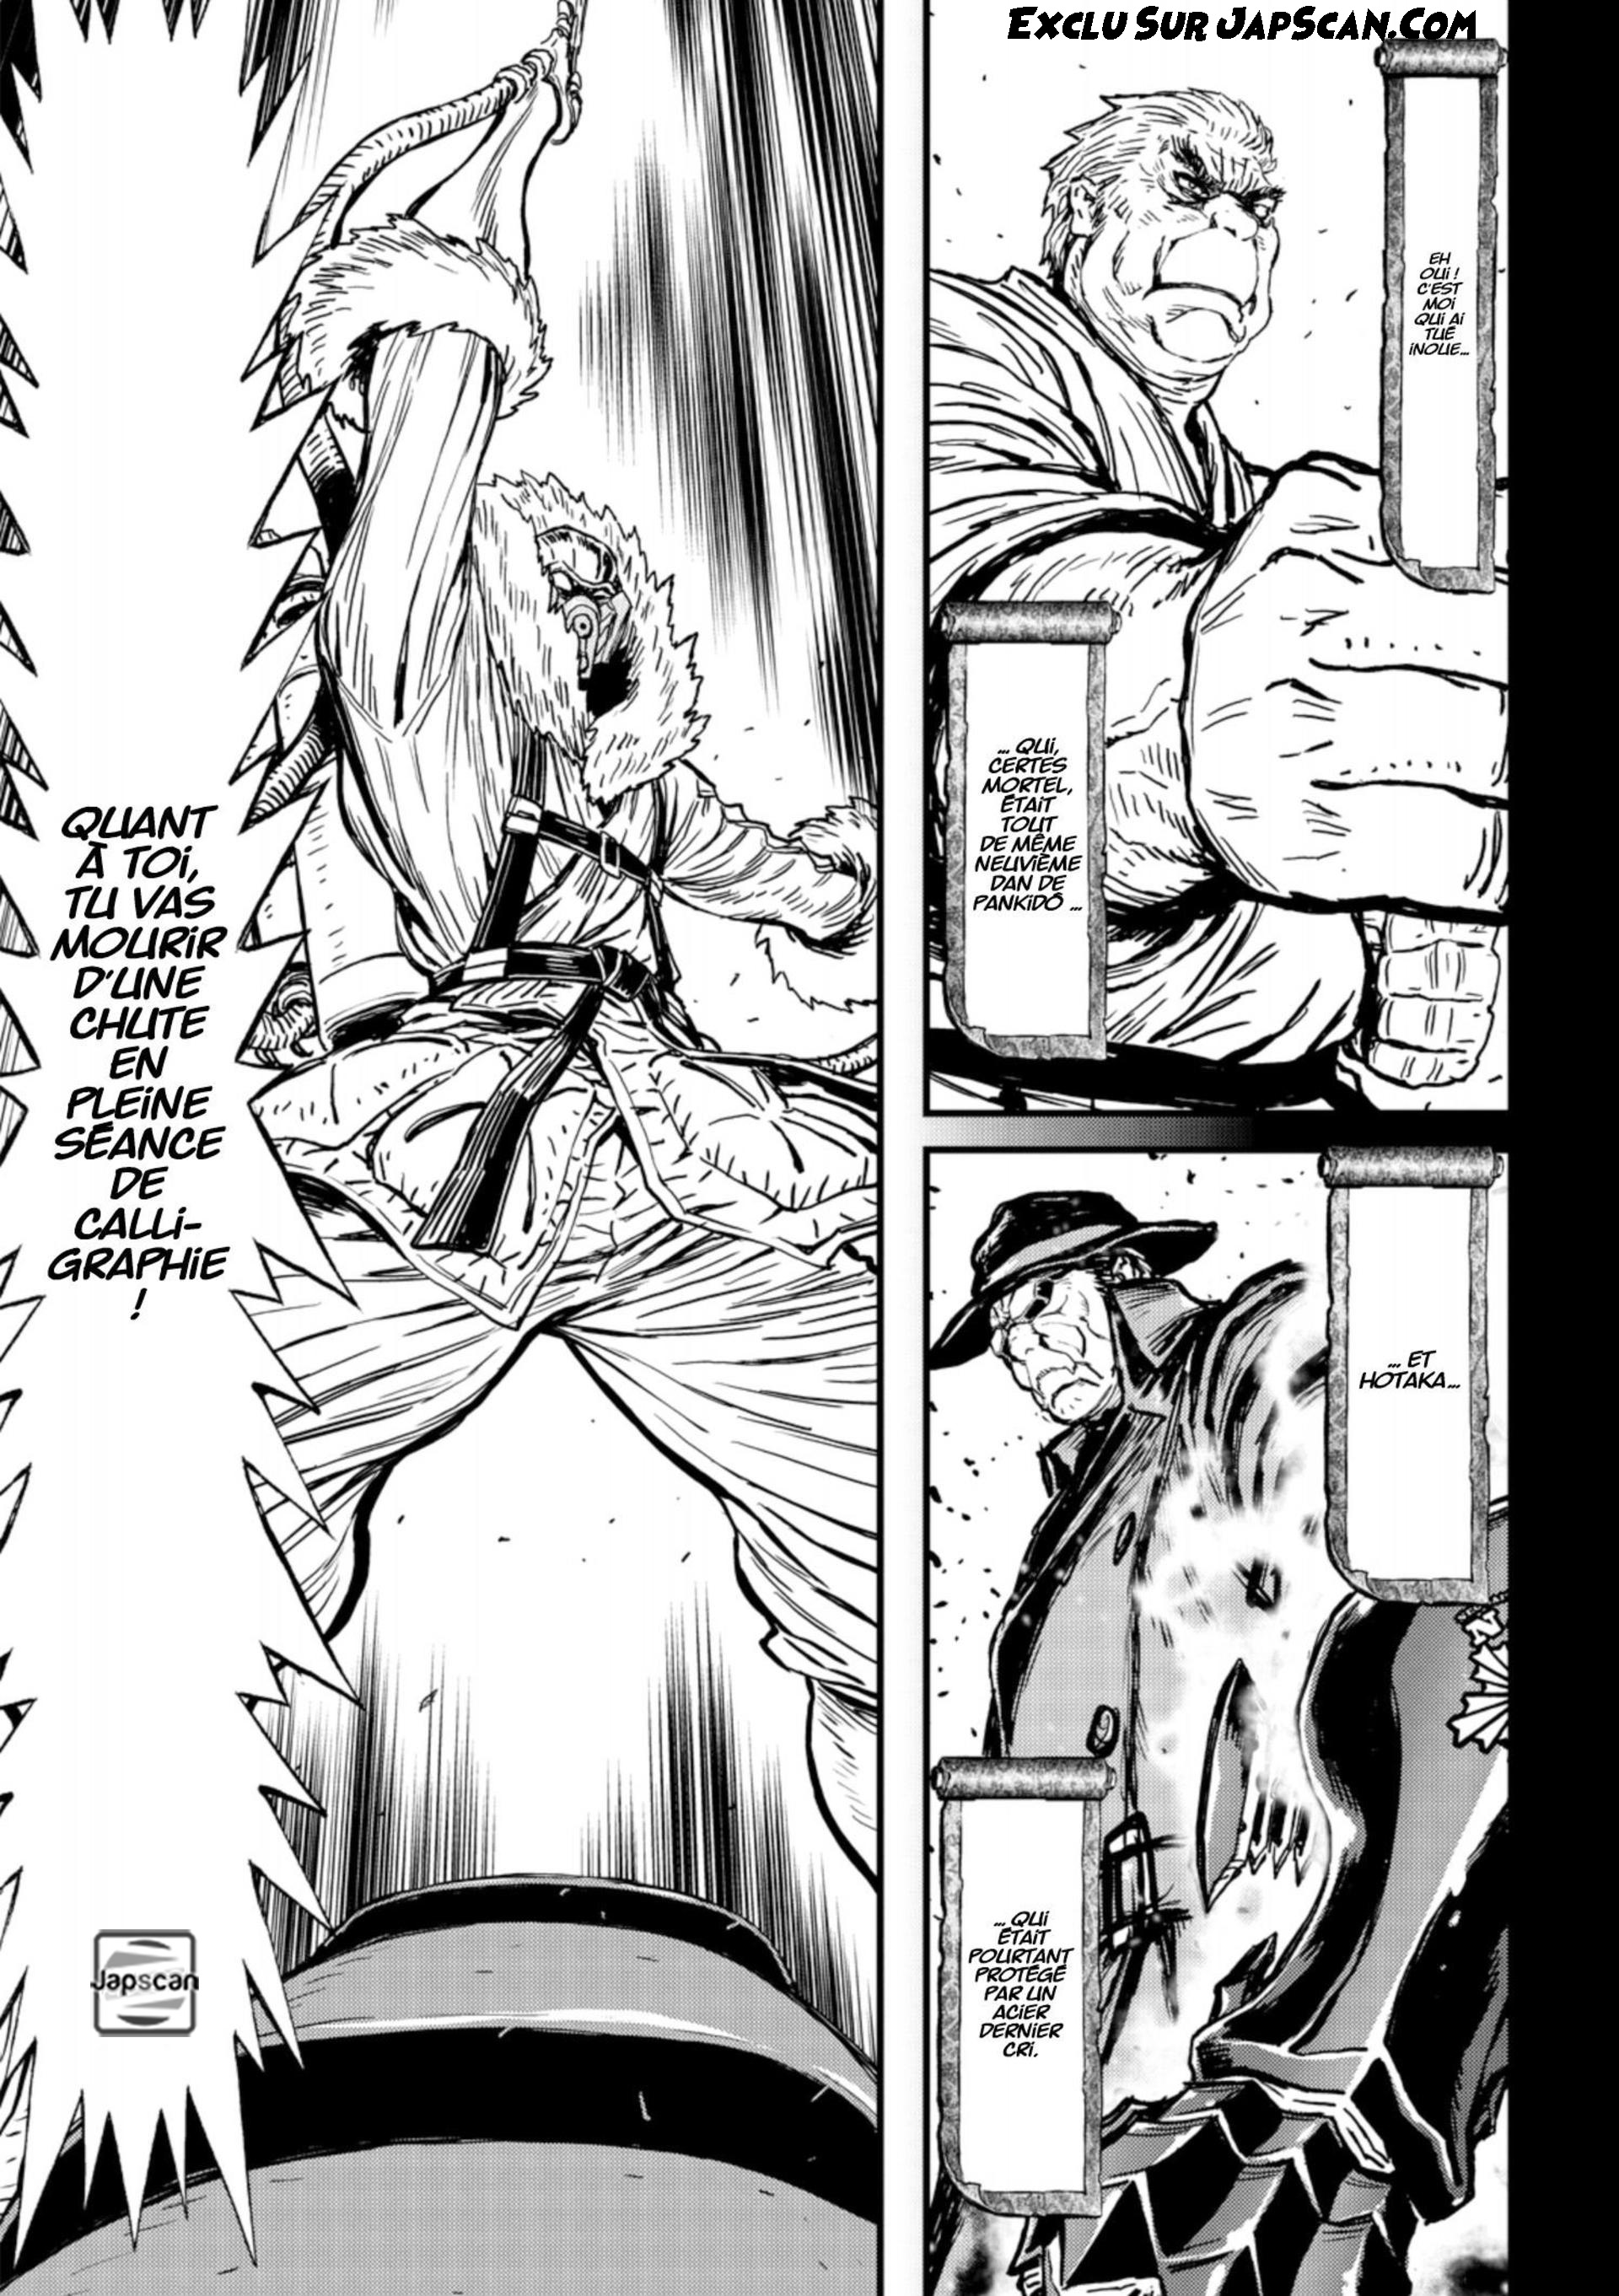 EXCLU SUR JAPSCAN.COM
EH
OUI !
C'EST
MOI
QUI AI
TUÉ
INOUE...
... QUI,
CERTES
MORTEL,
ÉTAIT
TOUT
DE MÊME
NEUVIÈME
DAN DE
PANKIDÔ ...
... ET
HOTAKA...
... QUI
ÉTAIT
POURTANT
PROTÉGÉ
PAR UN
ACIER
DERNIER
CRI.
QUANT
À TOI,
TU VAS
MOURIR
D'UNE
CHUTE
EN
PLEINE
SÉANCE
DE
CALLI-
GRAPHIE
!
Japscan